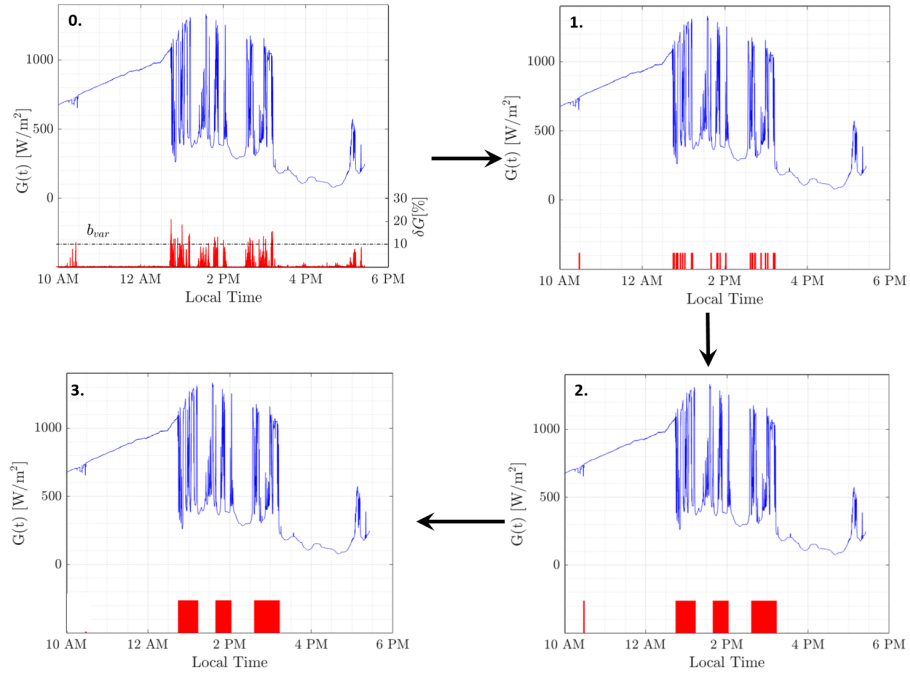 0.
1000
500
0
G(t) [W/m²]
30
20
10
δG[%]
b_var
10 AM 12 AM 2 PM 4 PM 6 PM
Local Time
1.
1000
500
0
G(t) [W/m²]
10 AM 12 AM 2 PM 4 PM 6 PM
Local Time
3.
1000
500
0
G(t) [W/m²]
10 AM 12 AM 2 PM 4 PM 6 PM
Local Time
2.
1000
500
0
G(t) [W/m²]
10 AM 12 AM 2 PM 4 PM 6 PM
Local Time